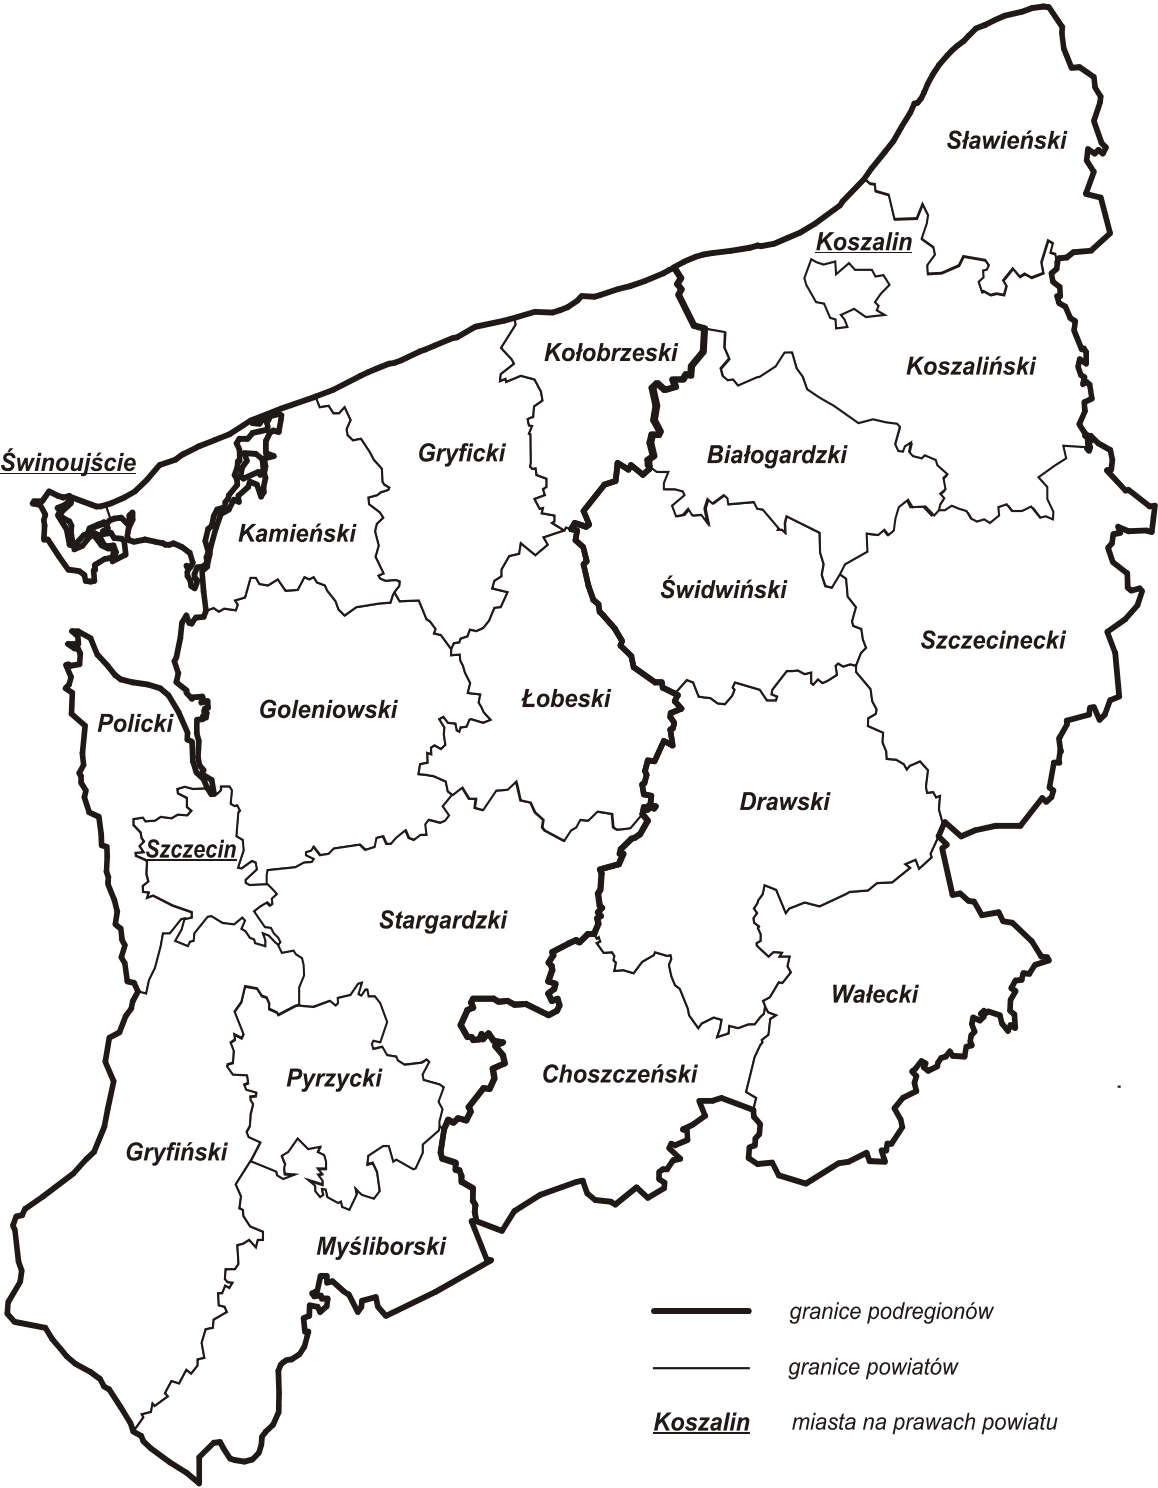 Sławieński
Koszalin
Kołobrzeski
Koszaliński
Gryficki
Białogardzki
Świnoujście
Kamieński
Świdwiński
Szczecinecki
Łobeski
Goleniowski
Policki
Drawski
Szczecin
Stargardzki
Wałecki
Choszczeński
Pyrzycki
Gryfiński
Myśliborski
granice podregionów
granice powiatów
Koszalin miasta na prawach powiatu